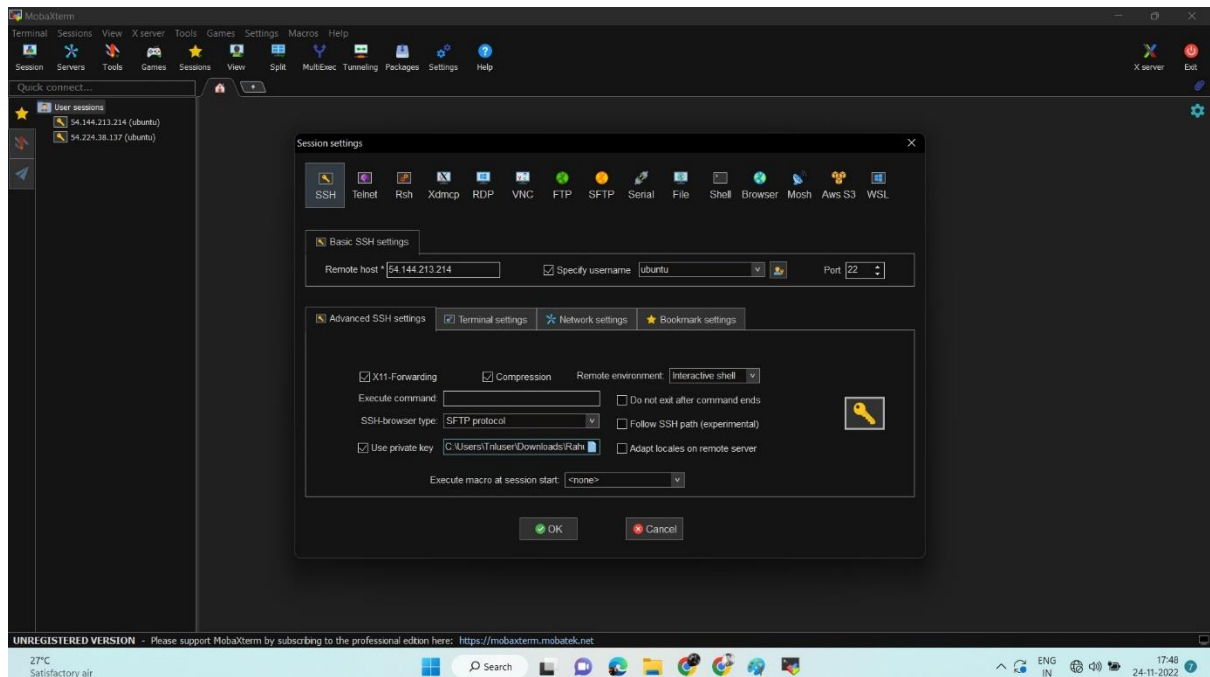 MobaXterm
Terminal Sessions View X server Tools Games Settings Macros Help
Session Servers Tools Games Sessions View Split MultiExec Tunneling Packages Settings Help X server Exit
Quick connect...
User sessions
54.144.213.214 (ubuntu)
54.224.38.137 (ubuntu)
Session settings
SSH Telnet Rsh Xdmcp RDP VNC FTP SFTP Serial File Shell Browser Mosh Aws S3 WSL
Basic SSH settings
Remote host * 54.144.213.214 Specify username ubuntu Port 22
Advanced SSH settings Terminal settings Network settings Bookmark settings
X11-Forwarding Compression Remote environment: Interactive shell
Execute command: Do not exit after command ends
SSH-browser type: SFTP protocol Follow SSH path (experimental)
Use private key C:\Users\Tnluser\Downloads\Rahu Adapt locales on remote server
Execute macro at session start: <none>
OK Cancel
UNREGISTERED VERSION - Please support MobaXterm by subscribing to the professional edition here: https://mobaxterm.mobatek.net
27°C
Satisfactory air
Search
ENG
IN
17:48
24-11-2022
7